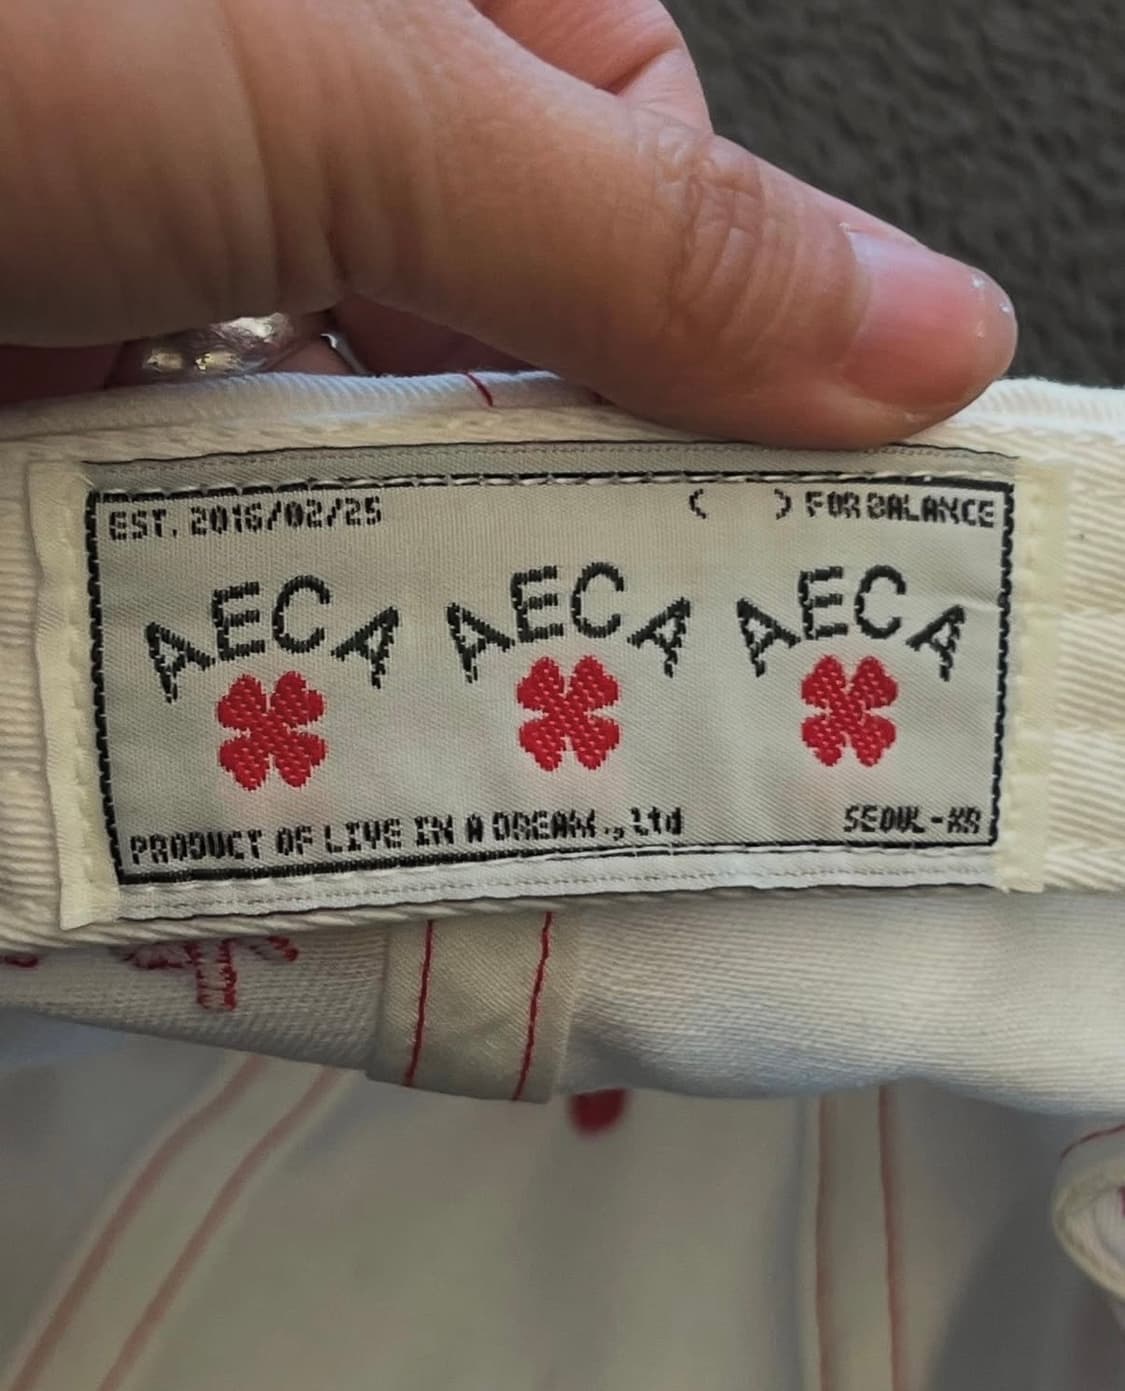 EST. 2016/02/25 ( ) FOR BALANCE
AECA AECA AECA
PRODUCT OF LIVE IN A DREAM., Ltd SEOUL-KR